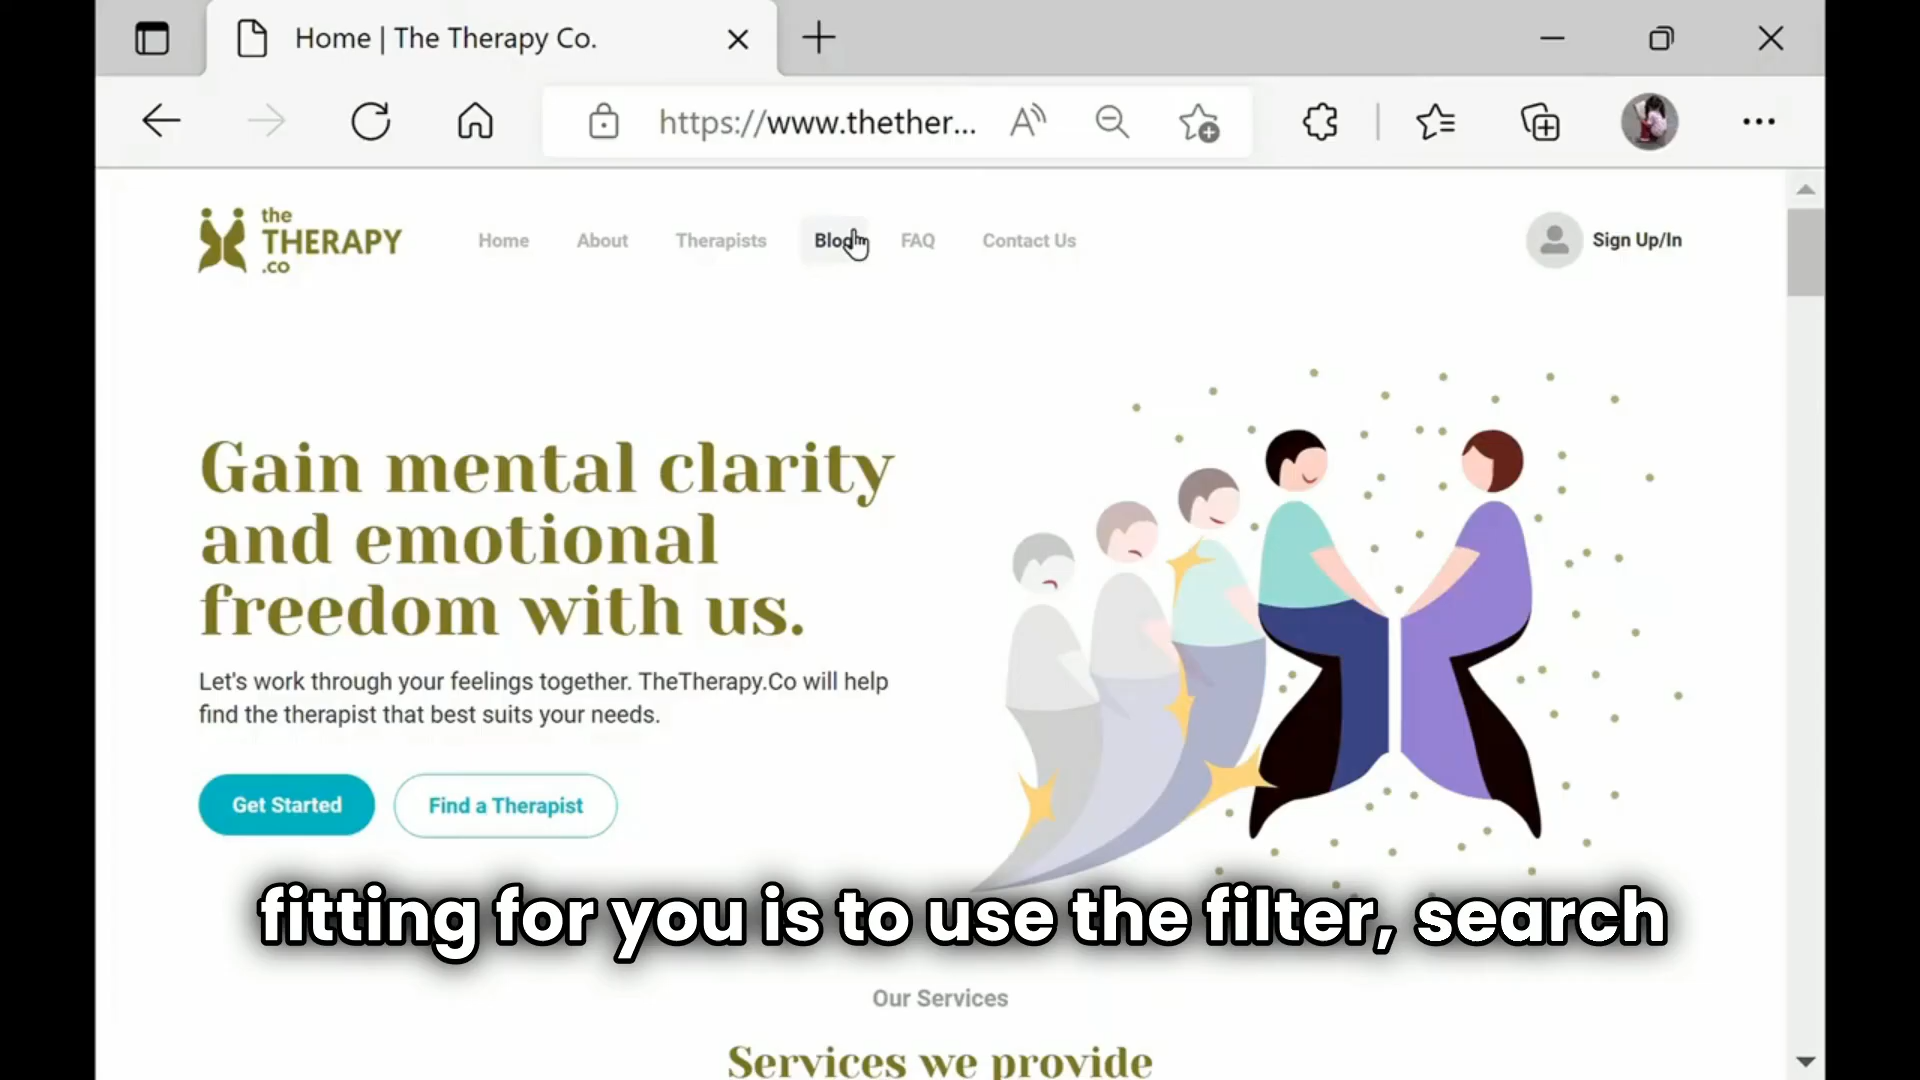 Home | The Therapy Co.
https://www.thether...
the
THERAPY
.co
Home
About
Therapists
Blog
FAQ
Contact Us
Sign Up/In
Gain mental clarity
and emotional
freedom with us.
Let's work through your feelings together. TheTherapy.Co will help
find the therapist that best suits your needs.
Get Started
Find a Therapist
fitting for you is to use the filter, search
Our Services
Services we provide